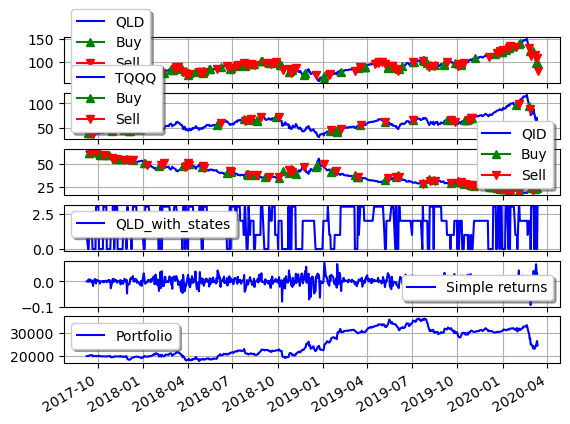 QLD
Buy
Sell
150
100
TQQQ
Buy
Sell
100
50
QID
Buy
Sell
50
25
QLD_with_states
2.5
0.0
Simple returns
0.0
−0.1
Portfolio
30000
20000
2017-10
2018-01
2018-04
2018-07
2018-10
2019-01
2019-04
2019-07
2019-10
2020-01
2020-04